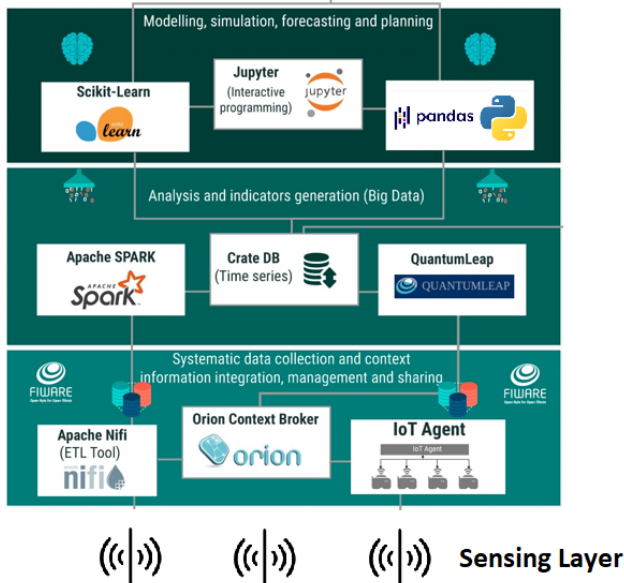 Modelling, simulation, forecasting and planning
Scikit-Learn
learn
Jupyter
(Interactive
programming)
jupyter
pandas
Analysis and indicators generation (Big Data)
Apache SPARK
APACHE
Spark
Crate DB
(Time series)
QuantumLeap
QUANTUMLEAP
Systematic data collection and context
information integration, management and sharing
FIWARE
FIWARE
Apache Nifi
(ETL Tool)
nifi
Orion Context Broker
orion
IoT Agent
IoT Agent
Sensing Layer